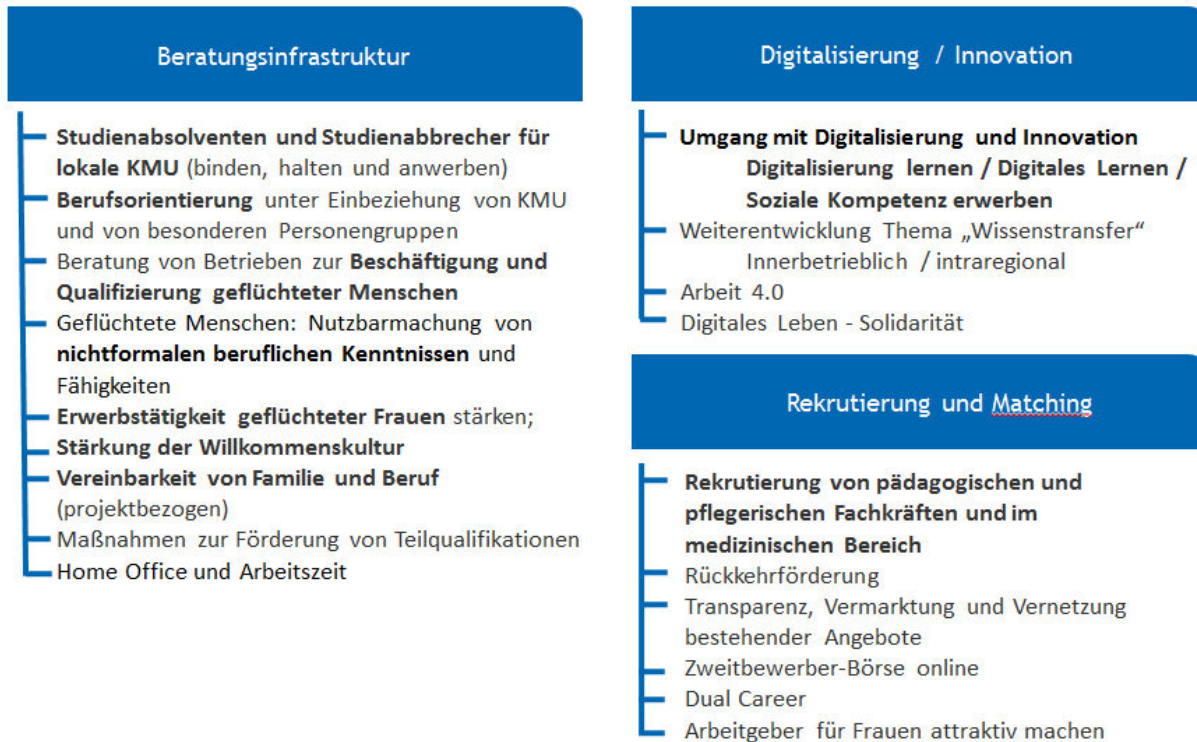 Beratungsinfrastruktur
Studienabsolventen und Studienabbrecher für
lokale KMU (binden, halten und anwerben)
Berufsorientierung unter Einbeziehung von KMU
und von besonderen Personengruppen
Beratung von Betrieben zur Beschäftigung und
Qualifizierung geflüchteter Menschen
Geflüchtete Menschen: Nutzbarmachung von
nichtformalen beruflichen Kenntnissen und
Fähigkeiten
Erwerbstätigkeit geflüchteter Frauen stärken;
Stärkung der Willkommenskultur
Vereinbarkeit von Familie und Beruf
(projektbezogen)
Maßnahmen zur Förderung von Teilqualifikationen
Home Office und Arbeitszeit
Digitalisierung / Innovation
Umgang mit Digitalisierung und Innovation
Digitalisierung lernen / Digitales Lernen /
Soziale Kompetenz erwerben
Weiterentwicklung Thema „Wissenstransfer“
Innerbetrieblich / intraregional
Arbeit 4.0
Digitales Leben - Solidarität
Rekrutierung und Matching
Rekrutierung von pädagogischen und
pflegerischen Fachkräften und im
medizinischen Bereich
Rückkehrförderung
Transparenz, Vermarktung und Vernetzung
bestehender Angebote
Zweitbewerber-Börse online
Dual Career
Arbeitgeber für Frauen attraktiv machen